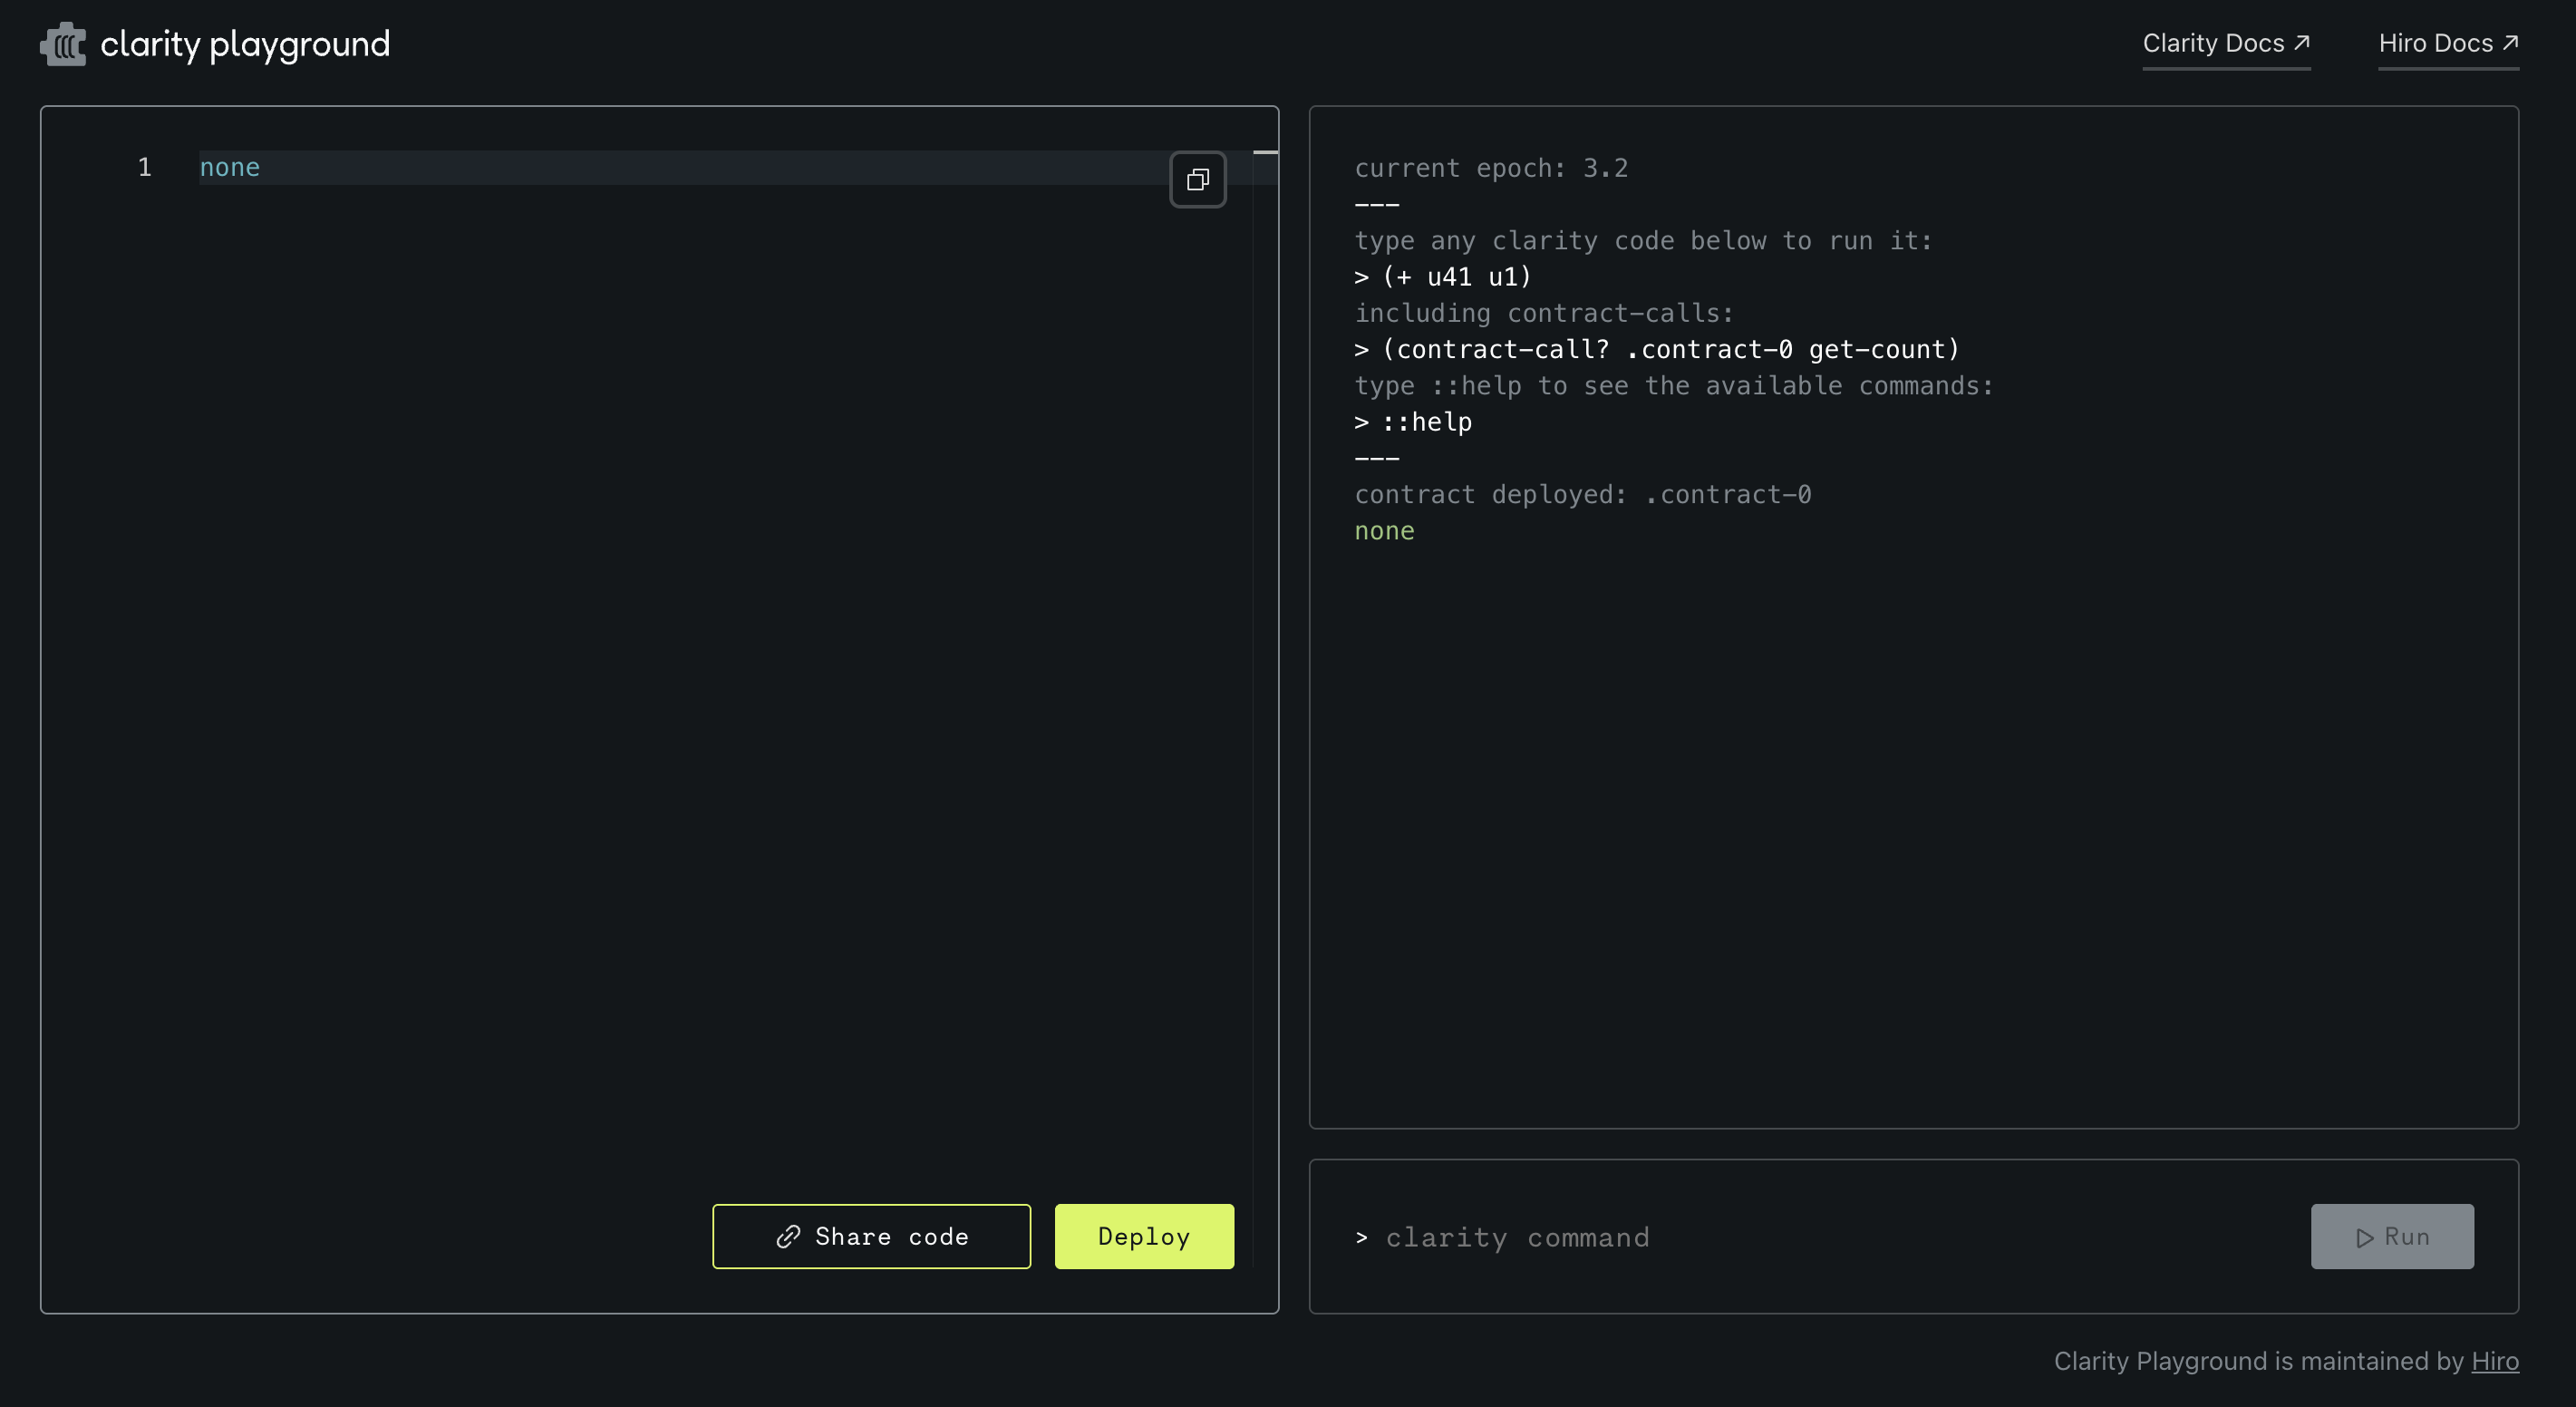 clarity playground
Clarity Docs ↗
Hiro Docs ↗
1 none
Share code
Deploy
current epoch: 3.2
---
type any clarity code below to run it:
> (+ u41 u1)
including contract-calls:
> (contract-call? .contract-0 get-count)
type ::help to see the available commands:
> ::help
---
contract deployed: .contract-0
none
> clarity command
Run
Clarity Playground is maintained by Hiro